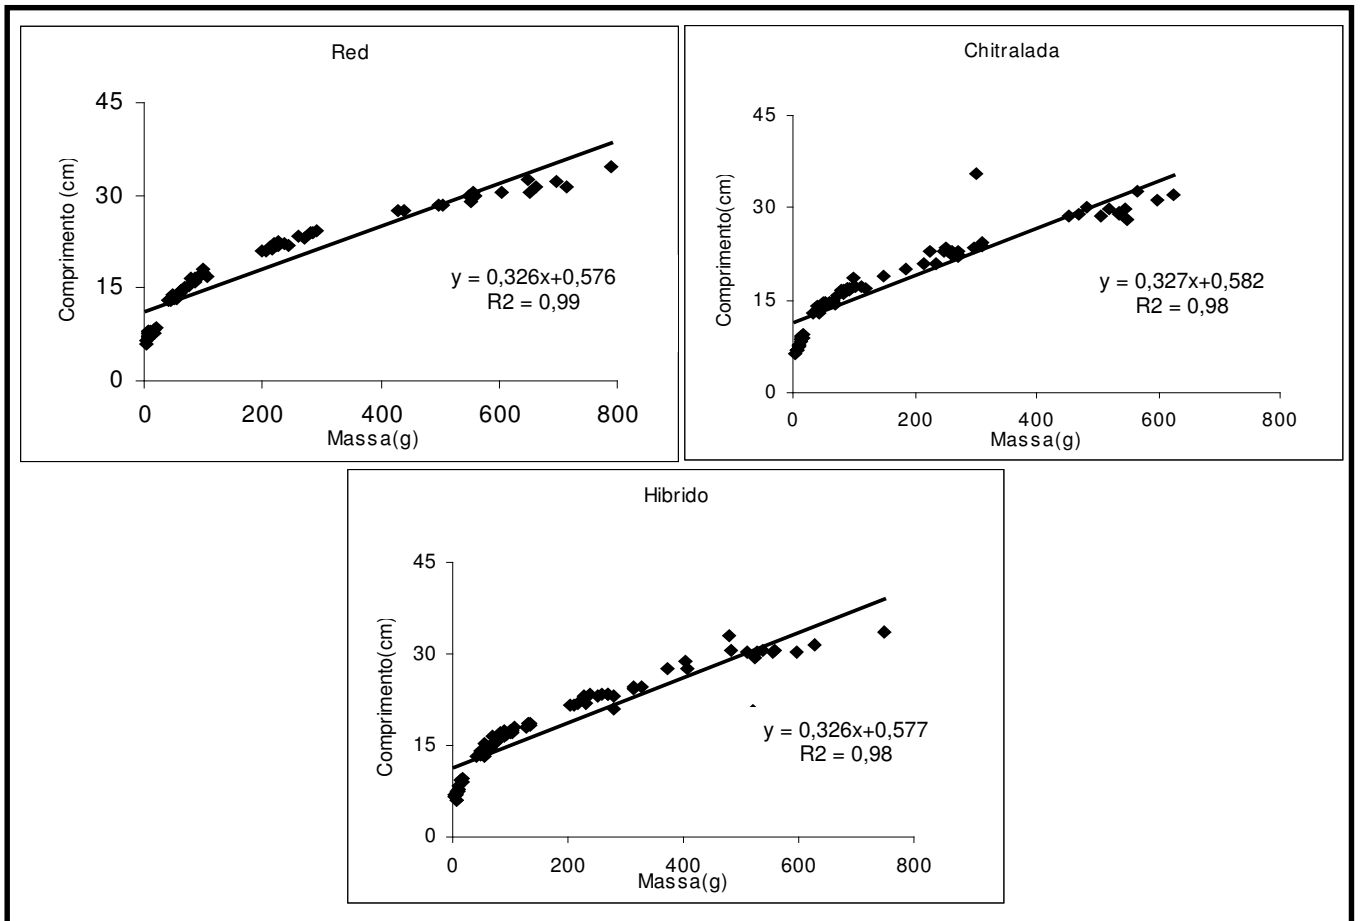 Red
45
30
15
0
Comprimento (cm)
y = 0,326x+0,576
R2 = 0,99
0 200 400 600 800
Massa(g)
Chitralada
45
30
15
0
Comprimento(cm)
y = 0,327x+0,582
R2 = 0,98
0 200 400 600 800
Massa(g)
Hibrido
45
30
15
0
Comprimento(cm)
y = 0,326x+0,577
R2 = 0,98
0 200 400 600 800
Massa(g)